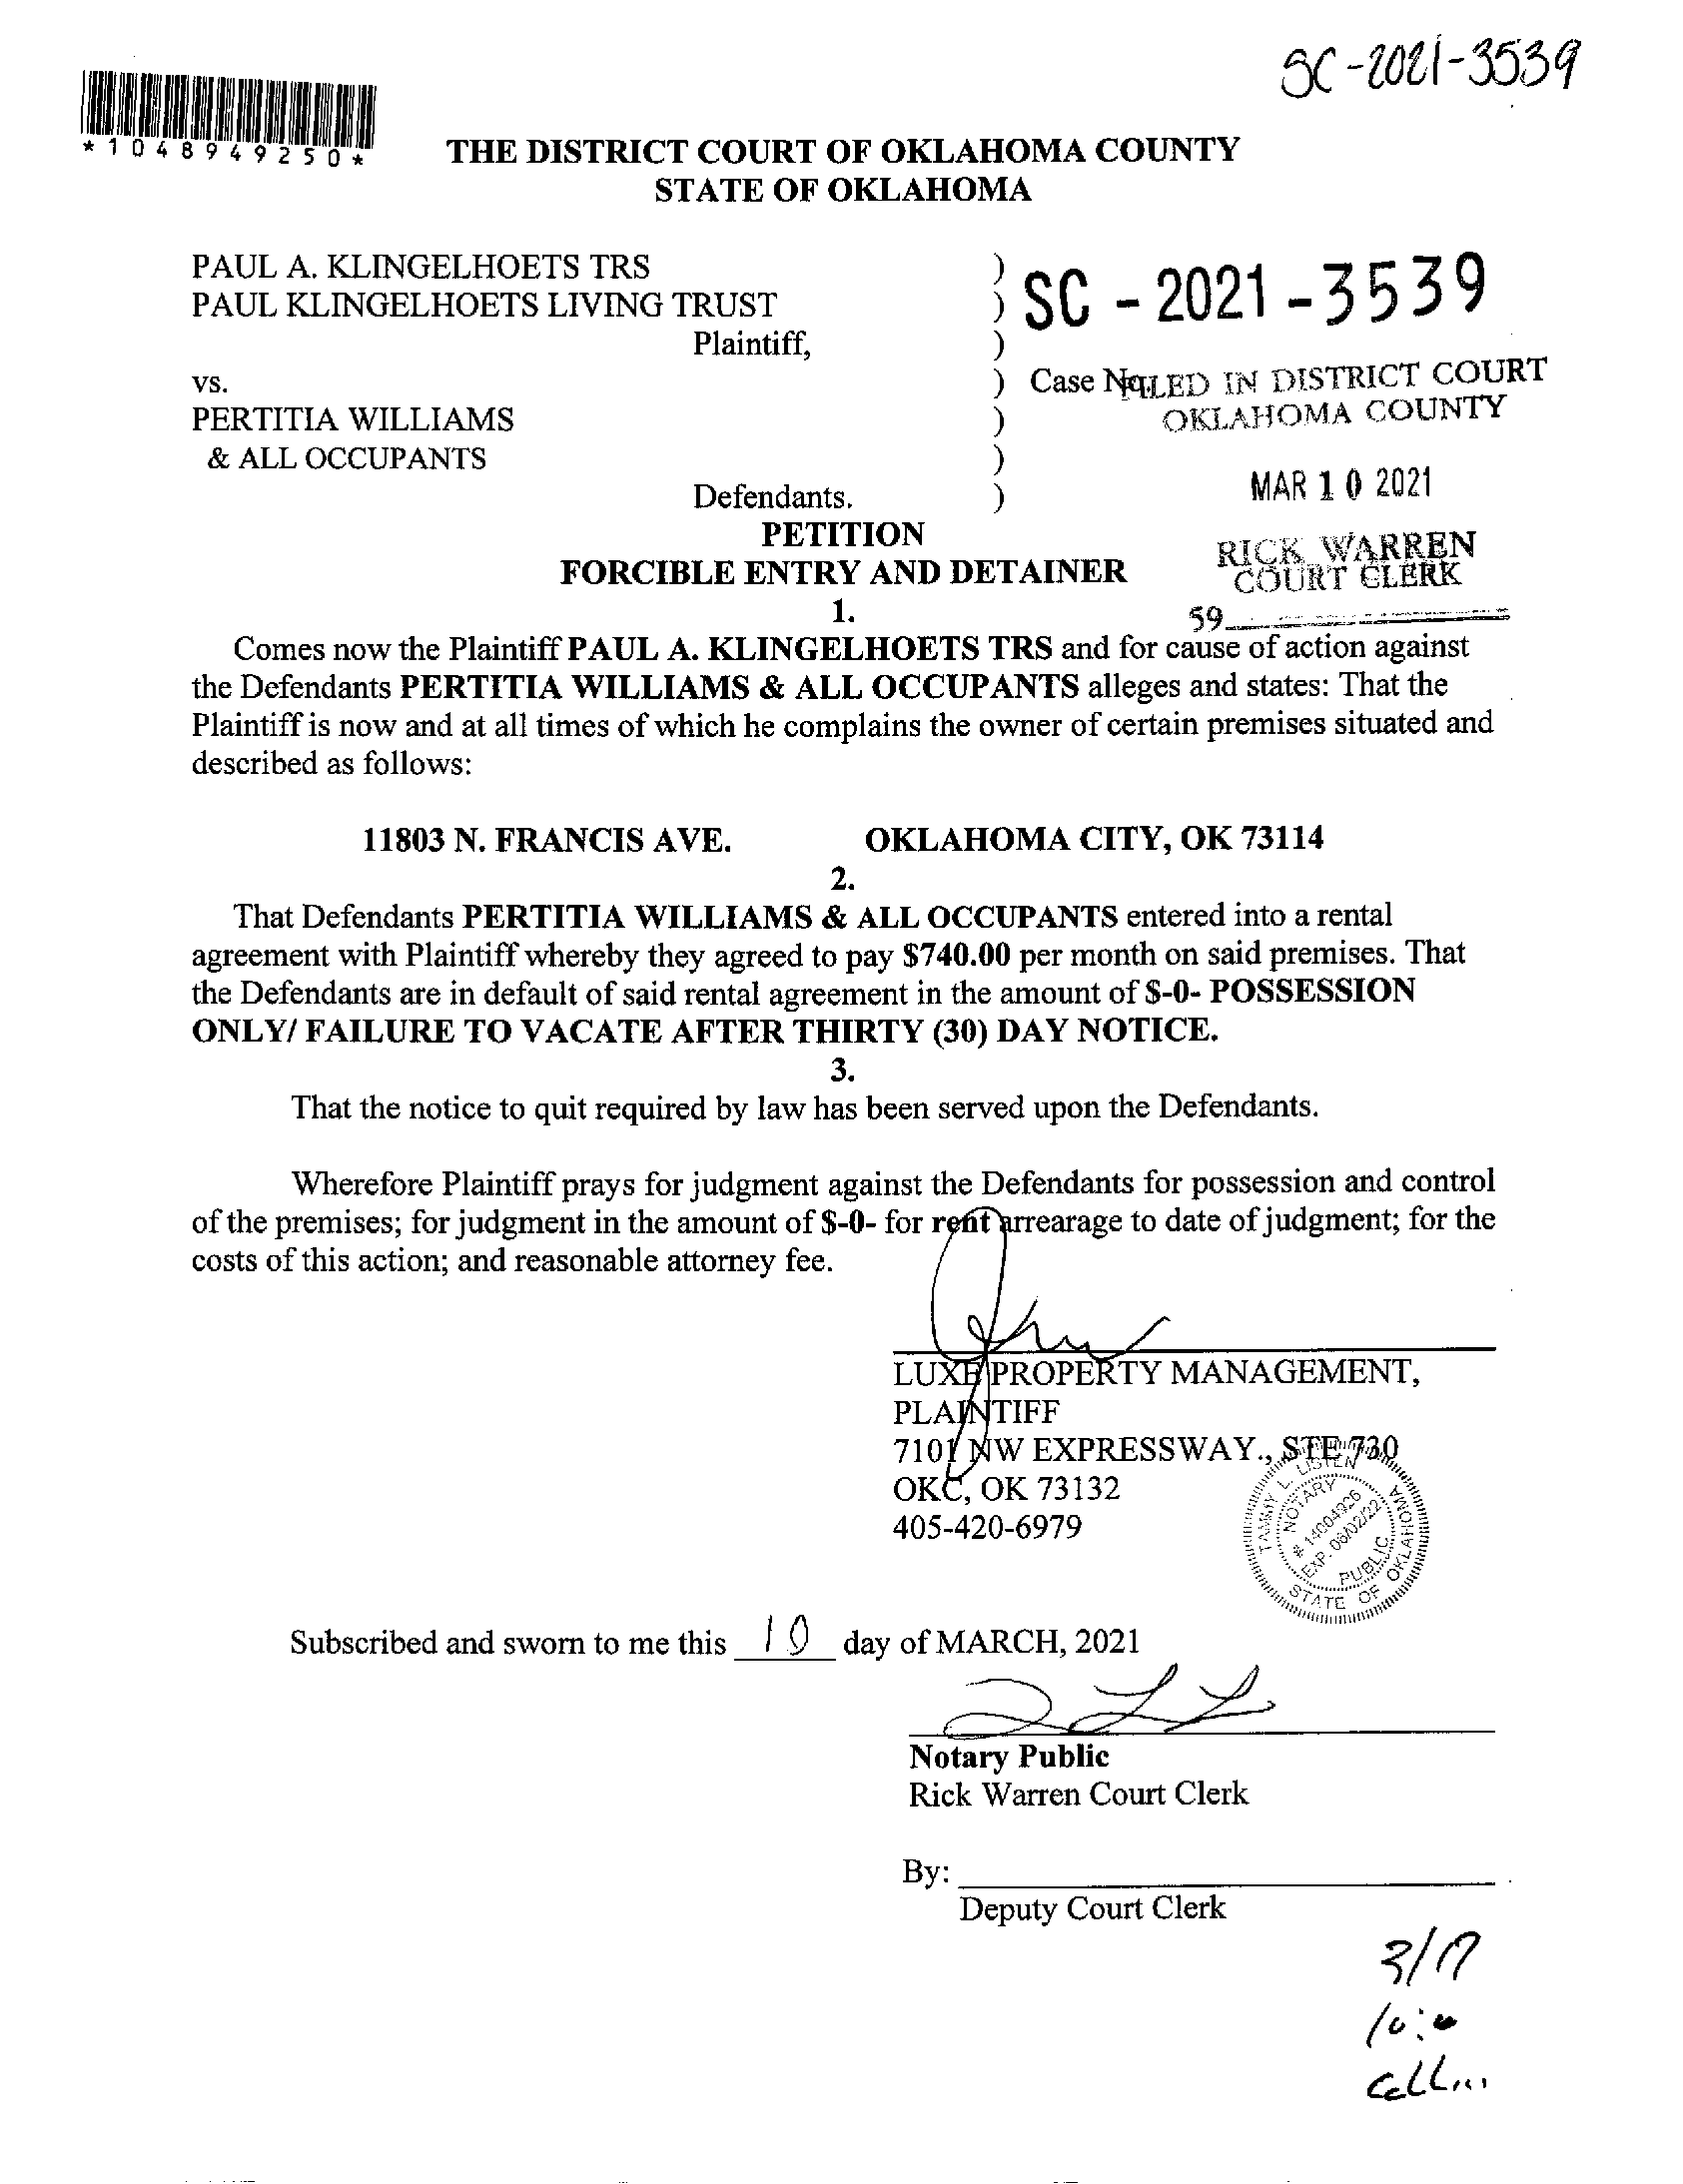 SC-2021-3539
*1048949250*
THE DISTRICT COURT OF OKLAHOMA COUNTY
STATE OF OKLAHOMA
PAUL A. KLINGELHOETS TRS )
PAUL KLINGELHOETS LIVING TRUST ) SC - 2021 - 3539
Plaintiff, )
vs. ) Case No. FILED IN DISTRICT COURT
PERTITIA WILLIAMS ) OKLAHOMA COUNTY
& ALL OCCUPANTS )
Defendants. ) MAR 10 2021
PETITION
RICK WARREN
FORCIBLE ENTRY AND DETAINER
COURT CLERK
1.
59
Comes now the Plaintiff PAUL A. KLINGELHOETS TRS and for cause of action against
the Defendants PERTITIA WILLIAMS & ALL OCCUPANTS alleges and states: That the
Plaintiff is now and at all times of which he complains the owner of certain premises situated and
described as follows:
11803 N. FRANCIS AVE. OKLAHOMA CITY, OK 73114
2.
That Defendants PERTITIA WILLIAMS & ALL OCCUPANTS entered into a rental
agreement with Plaintiff whereby they agreed to pay $740.00 per month on said premises. That
the Defendants are in default of said rental agreement in the amount of $-0- POSSESSION
ONLY/ FAILURE TO VACATE AFTER THIRTY (30) DAY NOTICE.
3.
That the notice to quit required by law has been served upon the Defendants.
Wherefore Plaintiff prays for judgment against the Defendants for possession and control
of the premises; for judgment in the amount of $-0- for rent arrearage to date of judgment; for the
costs of this action; and reasonable attorney fee.
LUXE PROPERTY MANAGEMENT,
PLAINTIFF
7101 NW EXPRESSWAY., STE 730
OKC, OK 73132
405-420-6979
TAMMY L. LISTEN
NOTARY
# 14004926
EXP. 06/02/22
PUBLIC
STATE OF OKLAHOMA
Subscribed and sworn to me this 10 day of MARCH, 2021
Notary Public
Rick Warren Court Clerk
By:
Deputy Court Clerk
3/17